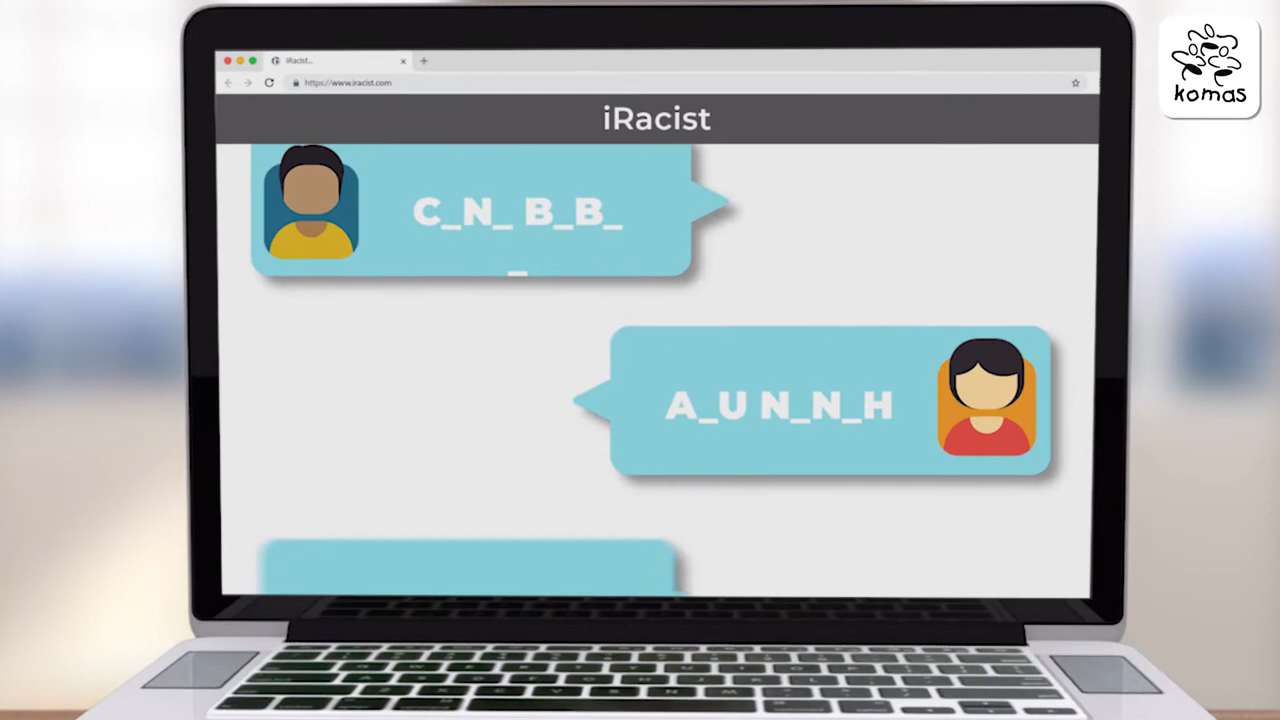 komas
iRacist...
https://www.iracist.com
iRacist
C_N_ B_B_
_
A_U N_N_H